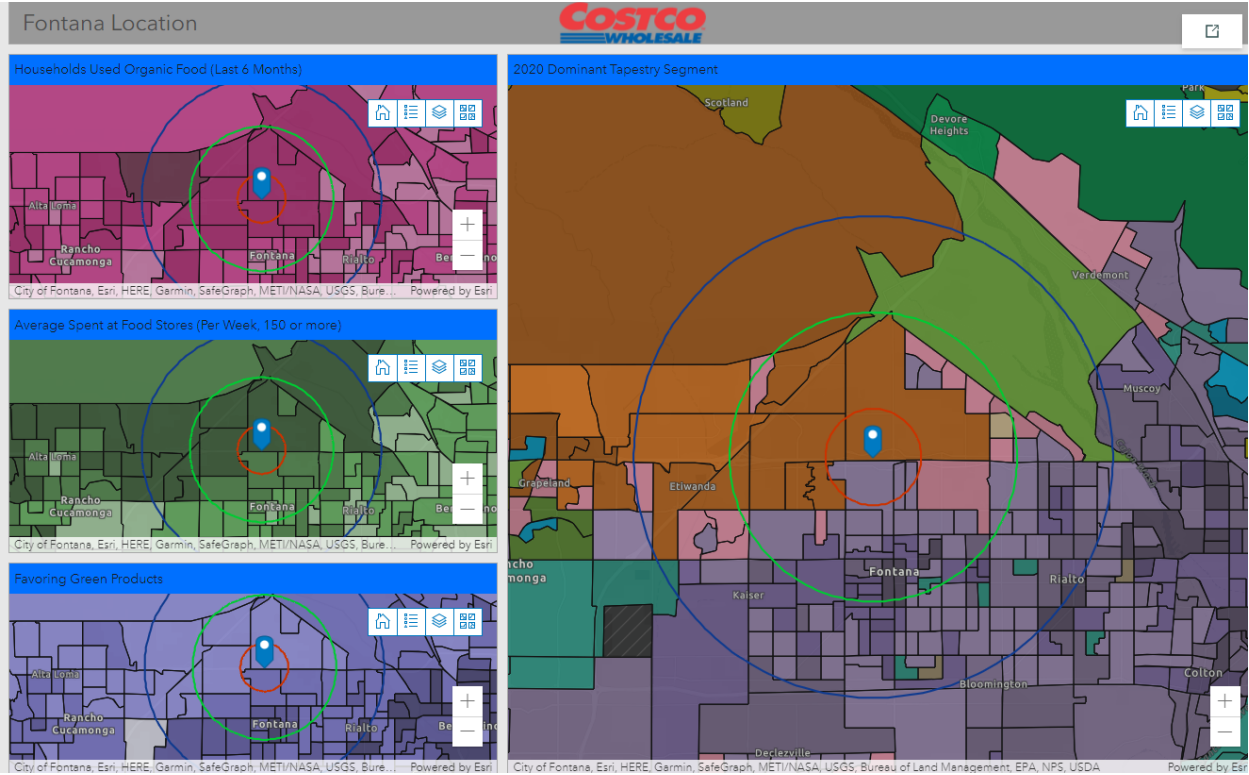 Fontana Location
COSTCO
WHOLESALE
Households Used Organic Food (Last 6 Months)
Alta Loma
Rancho
Cucamonga
Fontana
Rialto
City of Fontana, Esri, HERE, Garmin, SafeGraph, METI/NASA, USGS, Bure...
Powered by Esri
Average Spent at Food Stores (Per Week, 150 or more)
Alta Loma
Rancho
Cucamonga
Fontana
Rialto
City of Fontana, Esri, HERE, Garmin, SafeGraph, METI/NASA, USGS, Bure...
Powered by Esri
Favoring Green Products
Alta Loma
Rancho
Cucamonga
Fontana
Rialto
City of Fontana, Esri, HERE, Garmin, SafeGraph, METI/NASA, USGS, Bure...
Powered by Esri
2020 Dominant Tapestry Segment
Park
Scotland
Devore
Heights
Verdemont
Muscoy
Grapeland
Etiwanda
Fontana
Rialto
Kaiser
Colton
Bloomington
Declezville
City of Fontana, Esri, HERE, Garmin, SafeGraph, METI/NASA, USGS, Bureau of Land Management, EPA, NPS, USDA
Powered by Esri